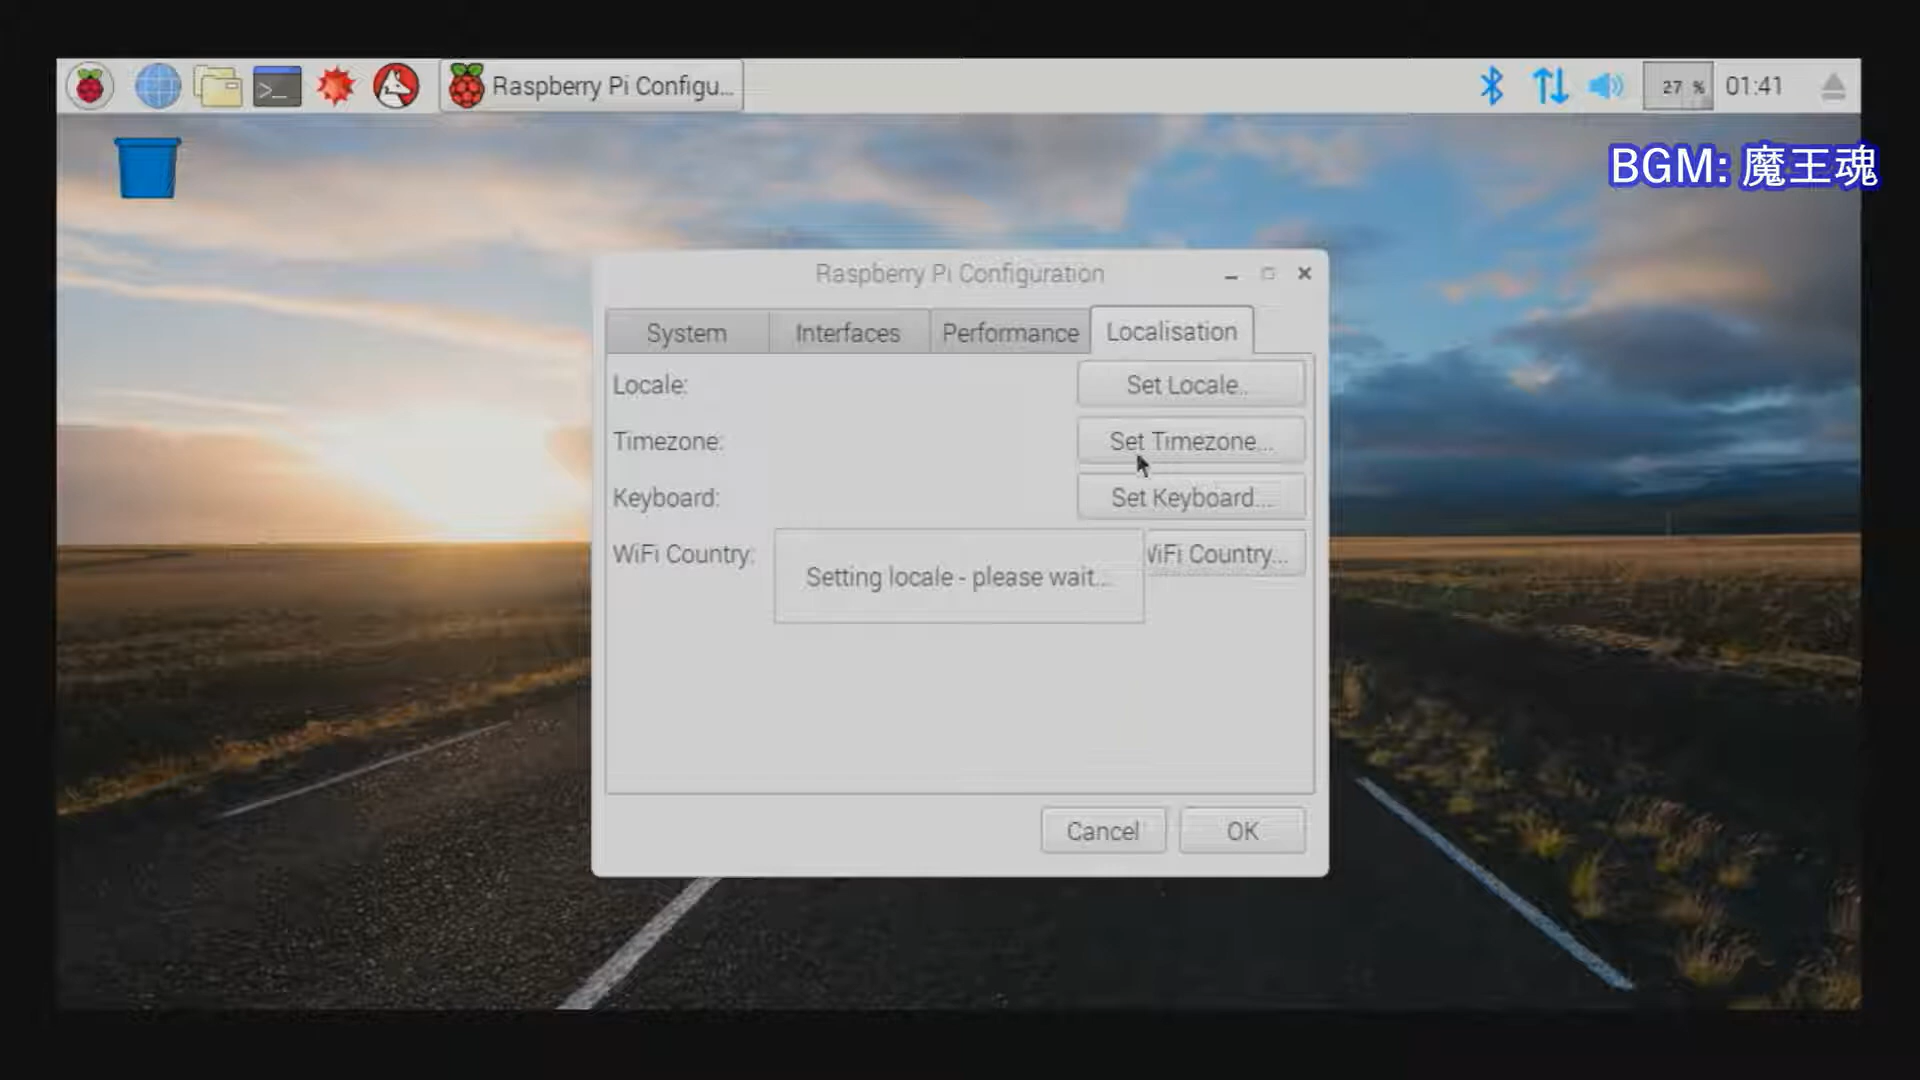 Raspberry Pi Configu...
27 %
01:41
BGM: 魔王魂
Raspberry Pi Configuration
System
Interfaces
Performance
Localisation
Locale:
Set Locale...
Timezone:
Set Timezone...
Keyboard:
Set Keyboard...
WiFi Country:
WiFi Country...
Setting locale - please wait...
Cancel
OK